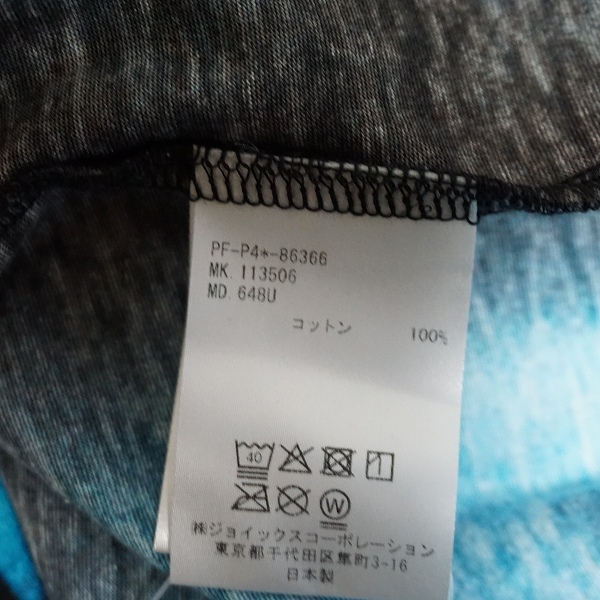 PF-P4*-86366
MK. 113506
MD. 648U
コットン 100%
40
W
㈱ジョイックスコーポレーション
東京都千代田区隼町3-16
日本製